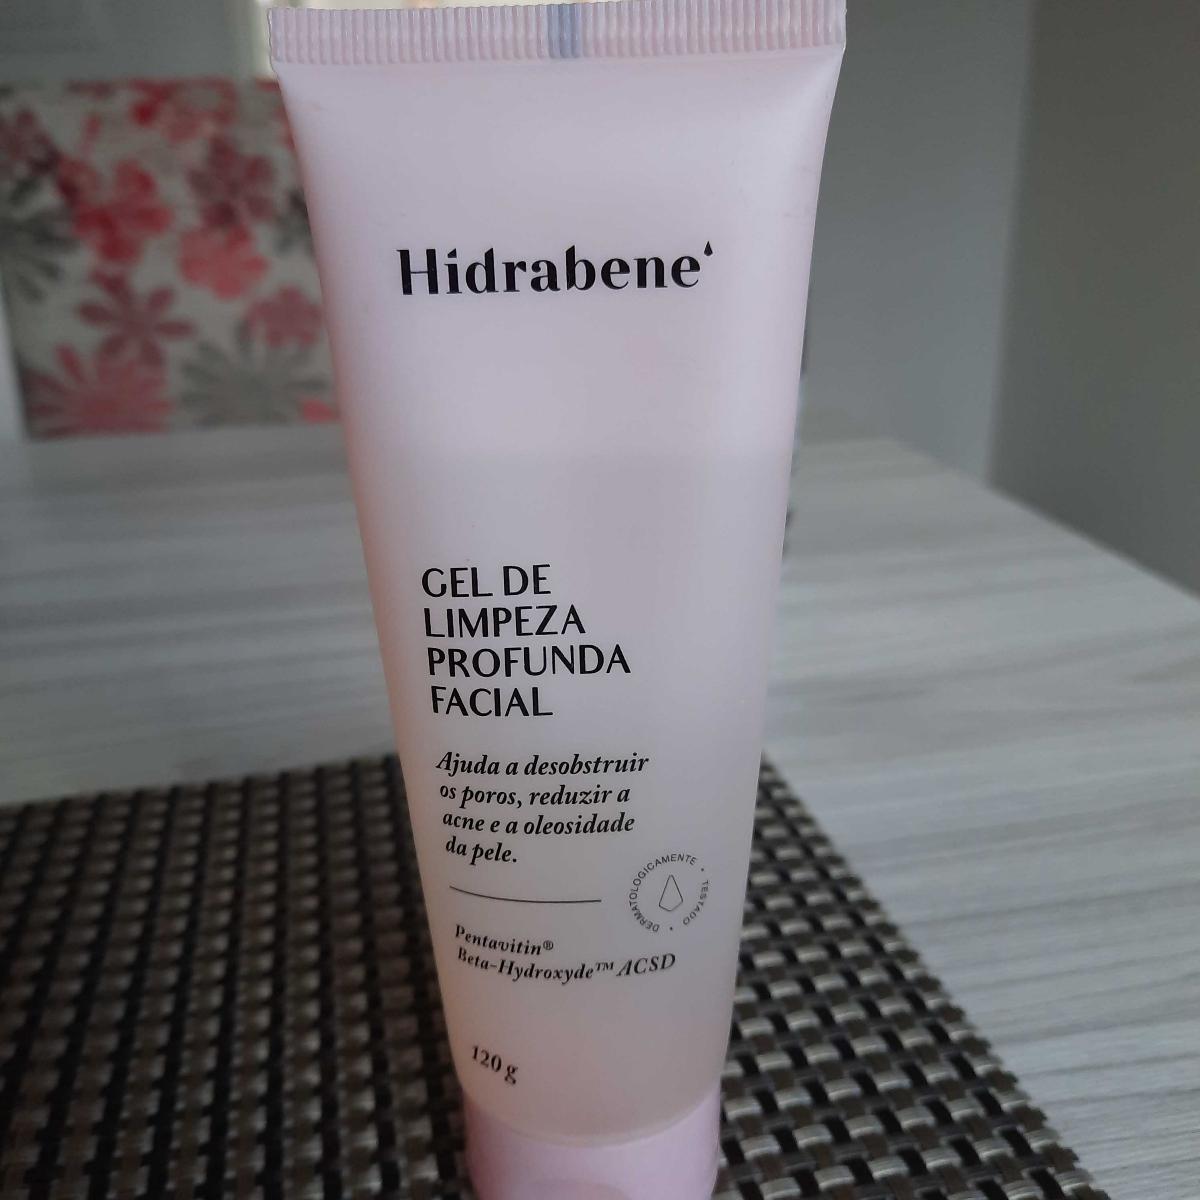 Hidrabene
GEL DE
LIMPEZA
PROFUNDA
FACIAL
Ajuda a desobstruir
os poros, reduzir a
acne e a oleosidade
da pele.
DERMATOLOGICAMENTE • TESTADO •
Pentavitin®
Beta-Hydroxyde™ ACSD
120 g